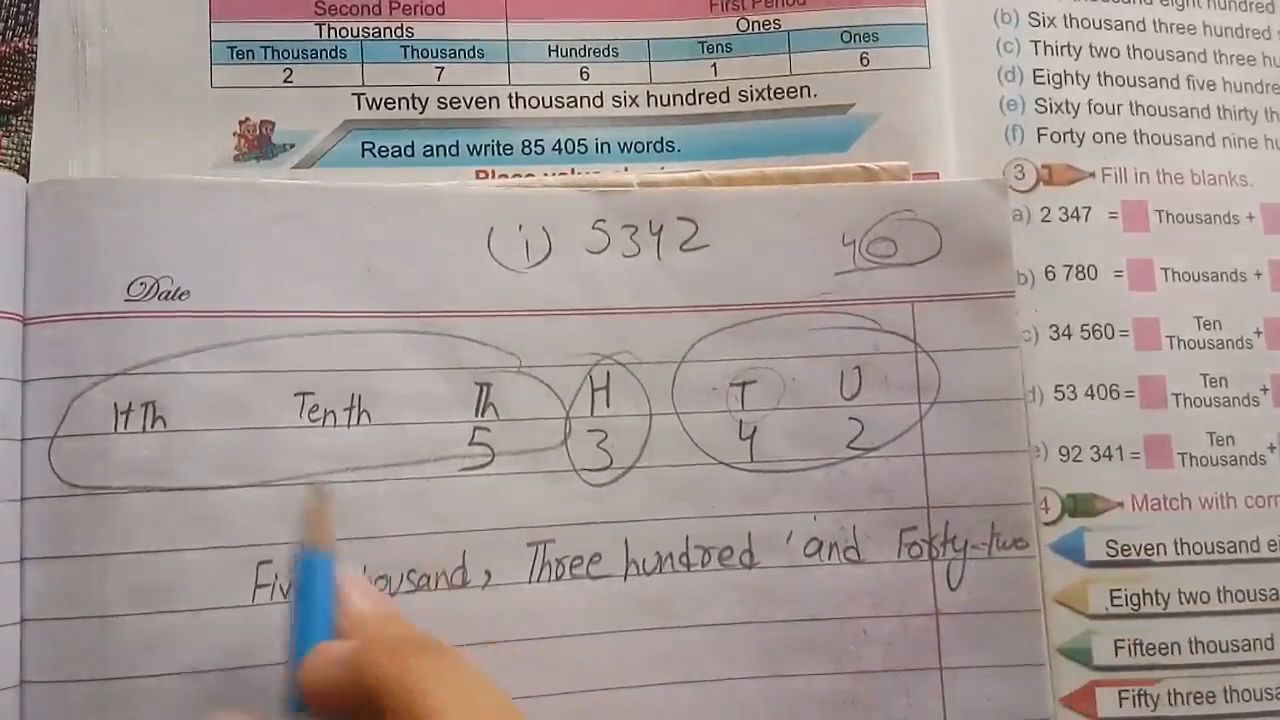 Second Period First Period
Thousands Ones
Ten Thousands Thousands Hundreds Tens Ones
2 7 6 1 6
Twenty seven thousand six hundred sixteen.
Read and write 85 405 in words.
eight hundred
(b) Six thousand three hundred
(c) Thirty two thousand three
(d) Eighty thousand five
(e) Sixty four thousand thirty
(f) Forty one thousand nine
3 Fill in the blanks.
a) 2 347 = Thousands +
b) 6 780 = Thousands +
c) 34 560 = Ten Thousands +
d) 53 406 = Ten Thousands +
e) 92 341 = Ten Thousands +
4 Match with
Seven thousand
Eighty two
Fifteen thousand
Fifty three
(i) 5342 40
Date
HTh Tenth Th H T U
5 3 4 2
thousand, Three hundred 'and Forty-two